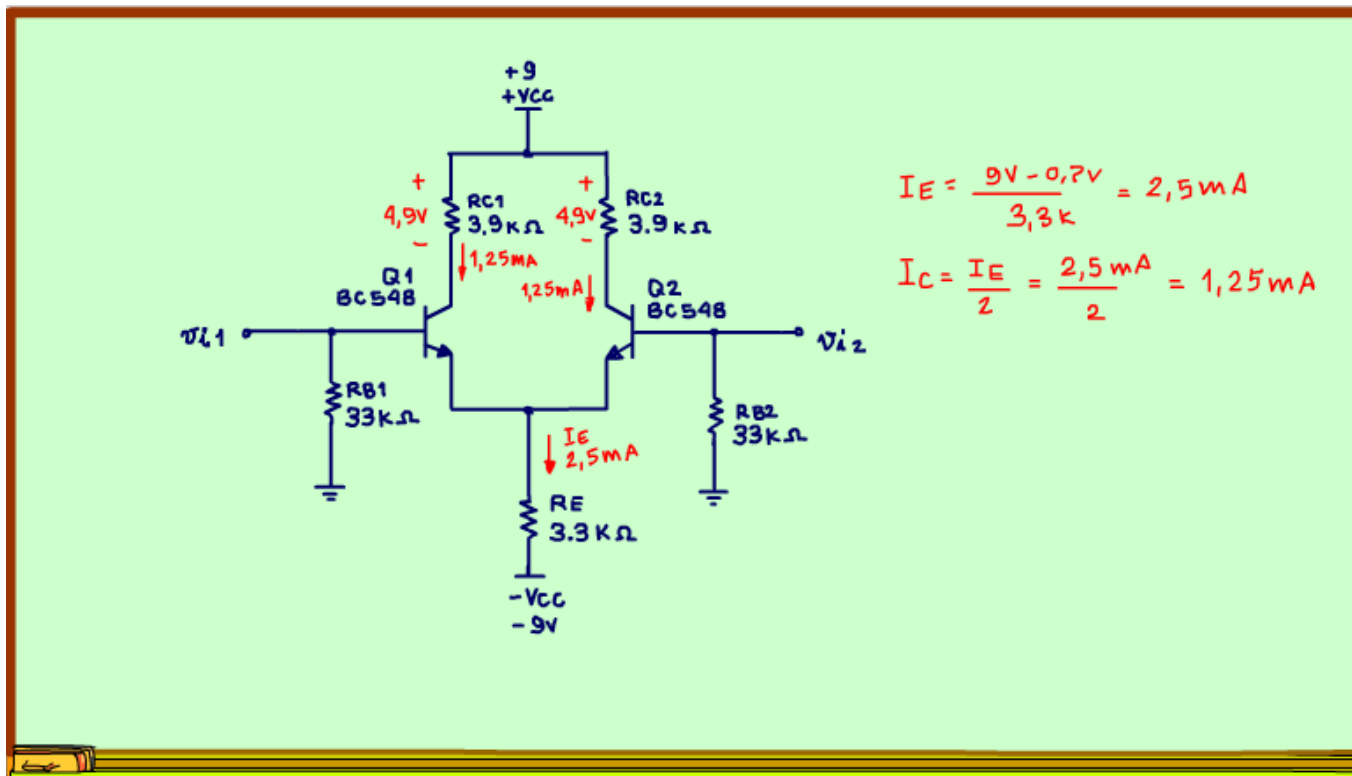 +9
+VCC
+
4,9V
-
RC1
3,9KΩ
+
4,9V
-
RC2
3.9KΩ
1,25mA
1,25mA
Q1
BC548
Q2
BC548
vi1
vi2
RB1
33KΩ
RB2
33KΩ
IE
2,5mA
RE
3.3KΩ
-VCC
-9V
IE = 9V-0,7V / 3,3K = 2,5mA
IC = IE / 2 = 2,5mA / 2 = 1,25mA